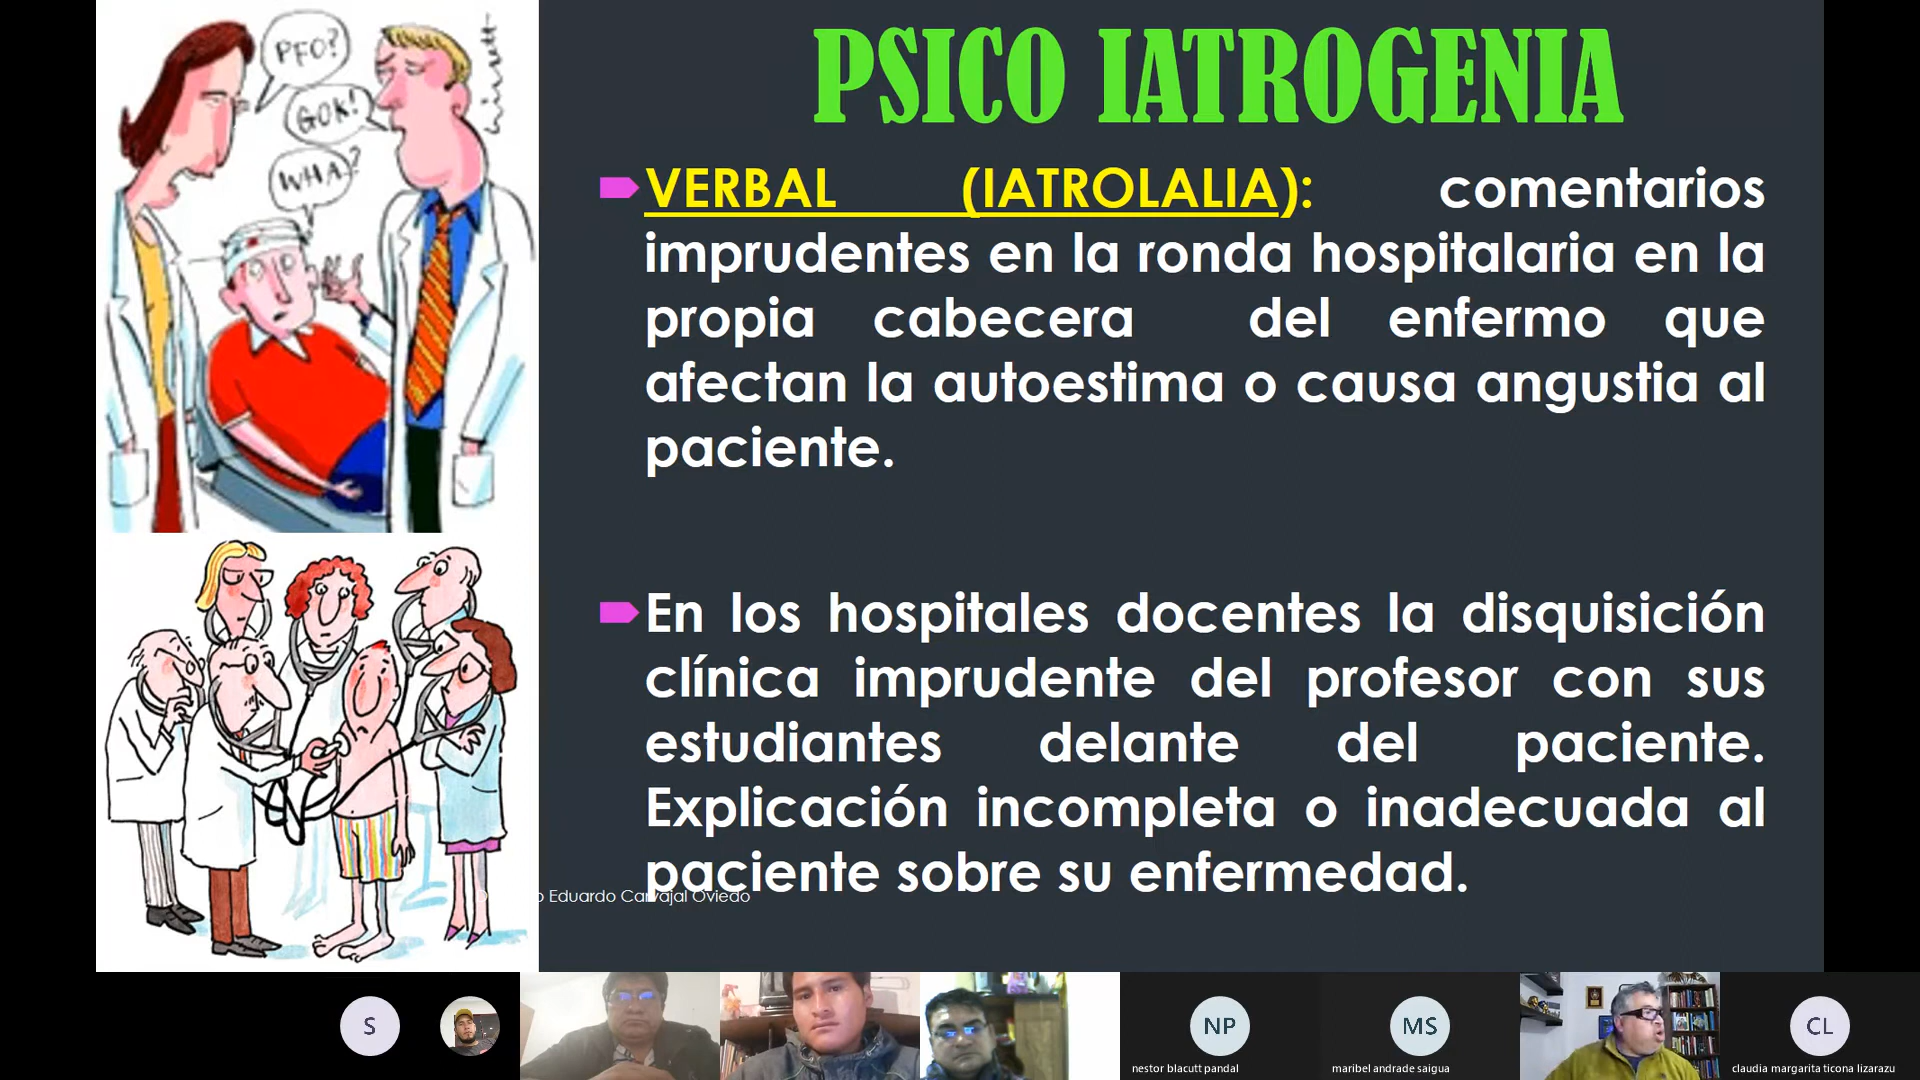 PFO?
GOK!
WHA?
PSICO IATROGENIA
VERBAL (IATROLALIA): comentarios
imprudentes en la ronda hospitalaria en la
propia cabecera del enfermo que
afectan la autoestima o causa angustia al
paciente.
En los hospitales docentes la disquisición
clínica imprudente del profesor con sus
estudiantes delante del paciente.
Explicación incompleta o inadecuada al
paciente sobre su enfermedad.
Eduardo Carvajal Oviedo
S
NP
MS
CL
nestor blacutt pandal
maribel andrade saigua
claudia margarita ticona lizarazu